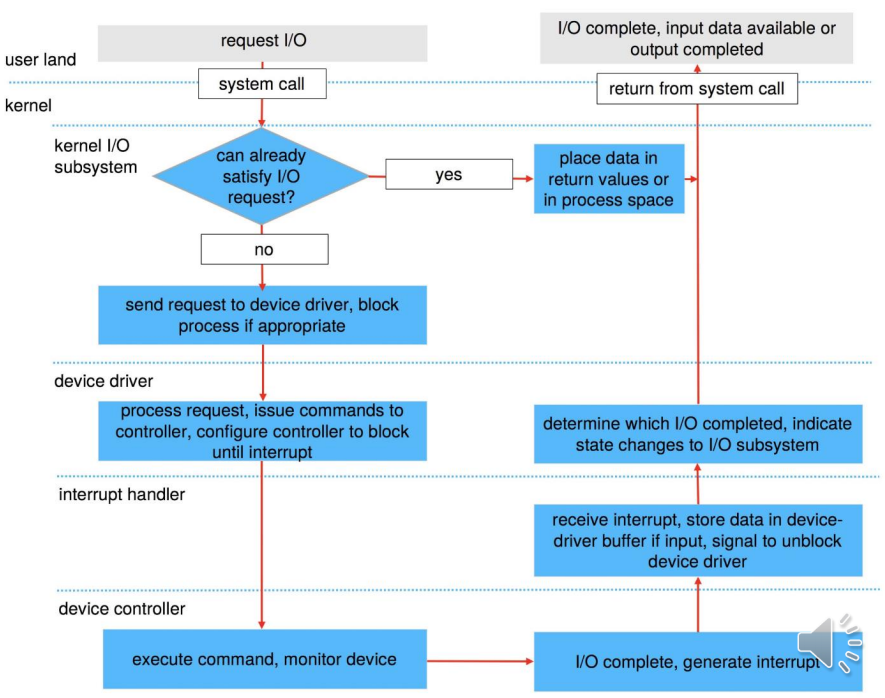 request I/O
I/O complete, input data available or
output completed
user land
system call
return from system call
kernel
kernel I/O
subsystem
can already
satisfy I/O
request?
yes
place data in
return values or
in process space
no
send request to device driver, block
process if appropriate
device driver
process request, issue commands to
controller, configure controller to block
until interrupt
determine which I/O completed, indicate
state changes to I/O subsystem
interrupt handler
receive interrupt, store data in device-
driver buffer if input, signal to unblock
device driver
device controller
execute command, monitor device
I/O complete, generate interrupt